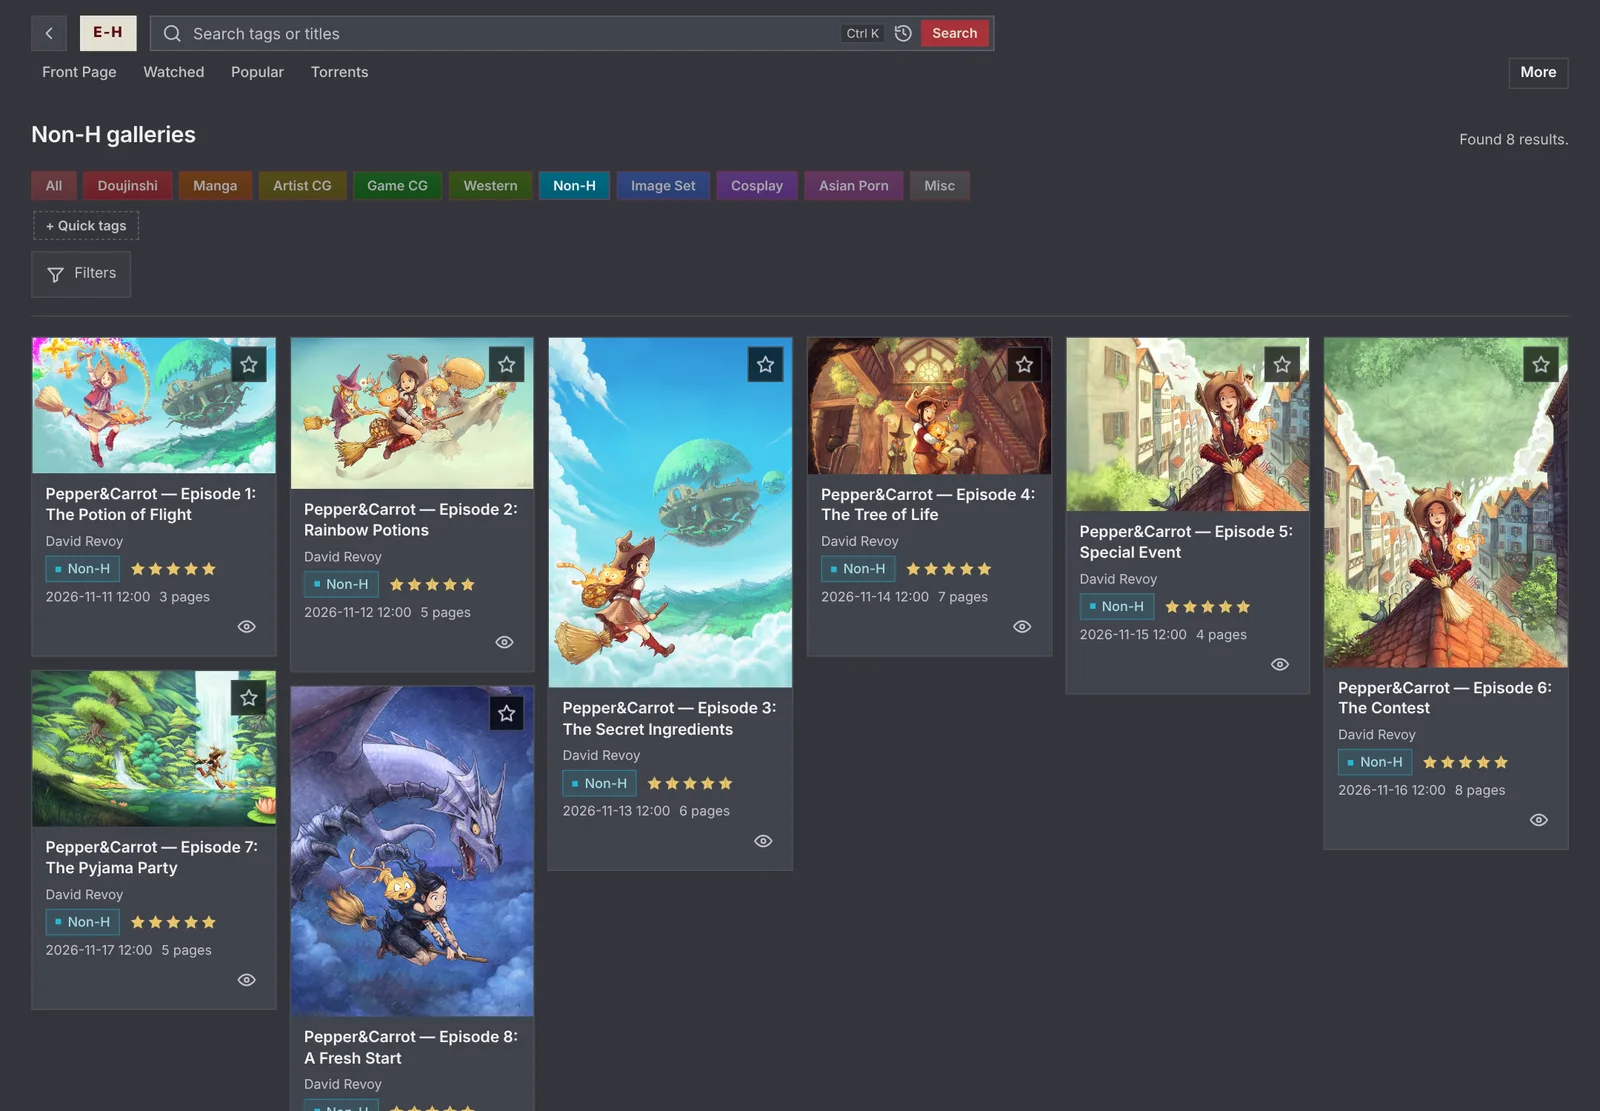 E-H
Search tags or titles
Ctrl K
Search
Front Page
Watched
Popular
Torrents
More
Non-H galleries
Found 8 results.
All
Doujinshi
Manga
Artist CG
Game CG
Western
Non-H
Image Set
Cosplay
Asian Porn
Misc
+ Quick tags
Filters
Pepper&Carrot — Episode 1:
The Potion of Flight
David Revoy
Non-H
2026-11-11 12:00 3 pages
Pepper&Carrot — Episode 2:
Rainbow Potions
David Revoy
Non-H
2026-11-12 12:00 5 pages
Pepper&Carrot — Episode 3:
The Secret Ingredients
David Revoy
Non-H
2026-11-13 12:00 6 pages
Pepper&Carrot — Episode 4:
The Tree of Life
David Revoy
Non-H
2026-11-14 12:00 7 pages
Pepper&Carrot — Episode 5:
Special Event
David Revoy
Non-H
2026-11-15 12:00 4 pages
Pepper&Carrot — Episode 6:
The Contest
David Revoy
Non-H
2026-11-16 12:00 8 pages
Pepper&Carrot — Episode 7:
The Pyjama Party
David Revoy
Non-H
2026-11-17 12:00 5 pages
Pepper&Carrot — Episode 8:
A Fresh Start
David Revoy
Non-H